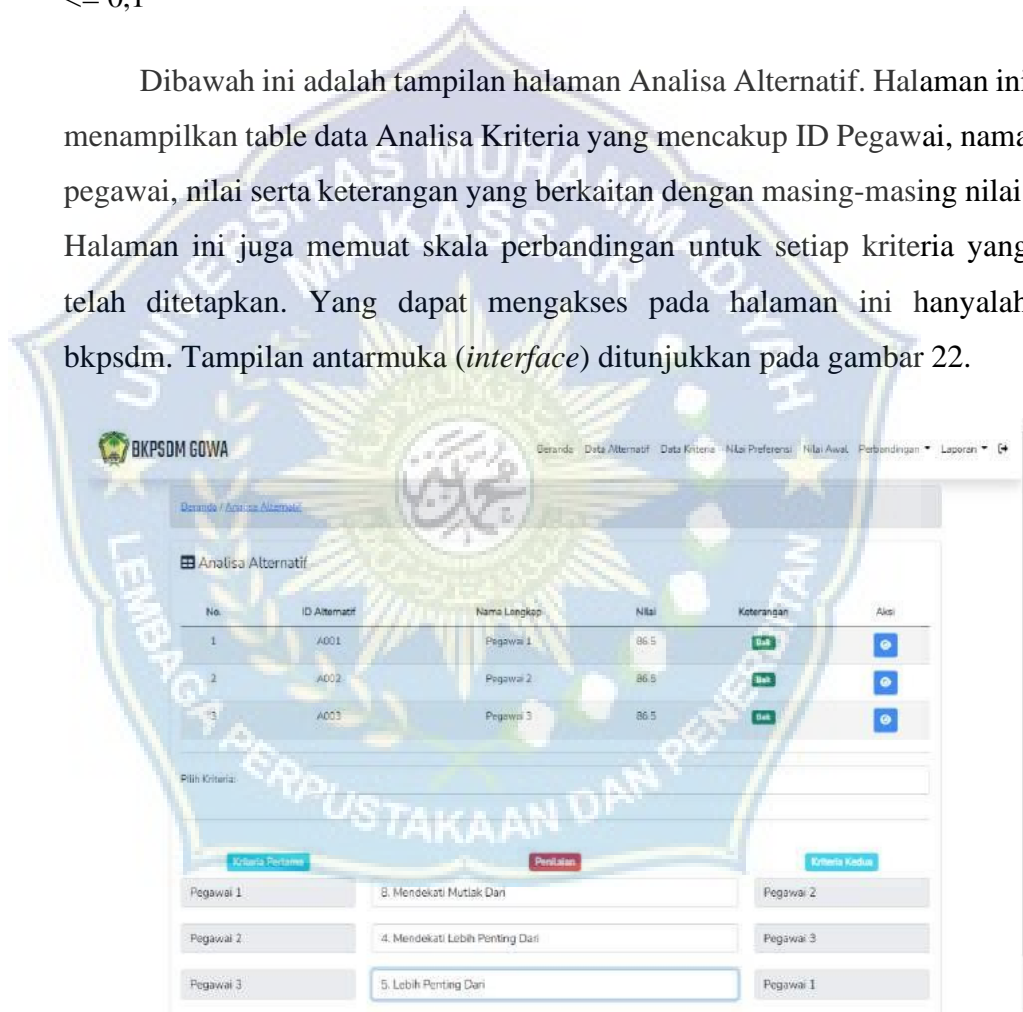 <= 0,1
Dibawah ini adalah tampilan halaman Analisa Alternatif. Halaman ini
menampilkan table data Analisa Kriteria yang mencakup ID Pegawai, nama
pegawai, nilai serta keterangan yang berkaitan dengan masing-masing nilai
Halaman ini juga memuat skala perbandingan untuk setiap kriteria yang
telah ditetapkan. Yang dapat mengakses pada halaman ini hanyalah
bkpsdm. Tampilan antarmuka (interface) ditunjukkan pada gambar 22.
UNIVERSITAS MUHAMMADIYAH
MAKASSAR
LEMBAGA PERPUSTAKAAN DAN PENERBITAN
BKPSDM GOWA
Beranda Data Alternatif Data Kriteria Nilai Preferensi Nilai Awal Perbandingan Laporan
Beranda / Analisa Alternatif
Analisa Alternatif
No. ID Alternatif Nama Lengkap Nilai Keterangan Aksi
1 A001 Pegawai 1 86.5 Baik
2 A002 Pegawai 2 86.5 Baik
3 A003 Pegawai 3 86.5 Baik
Pilih Kriteria:
Kriteria Pertama Penilaian Kriteria Kedua
Pegawai 1 8. Mendekati Mutlak Dari Pegawai 2
Pegawai 2 4. Mendekati Lebih Penting Dari Pegawai 3
Pegawai 3 5. Lebih Penting Dari Pegawai 1